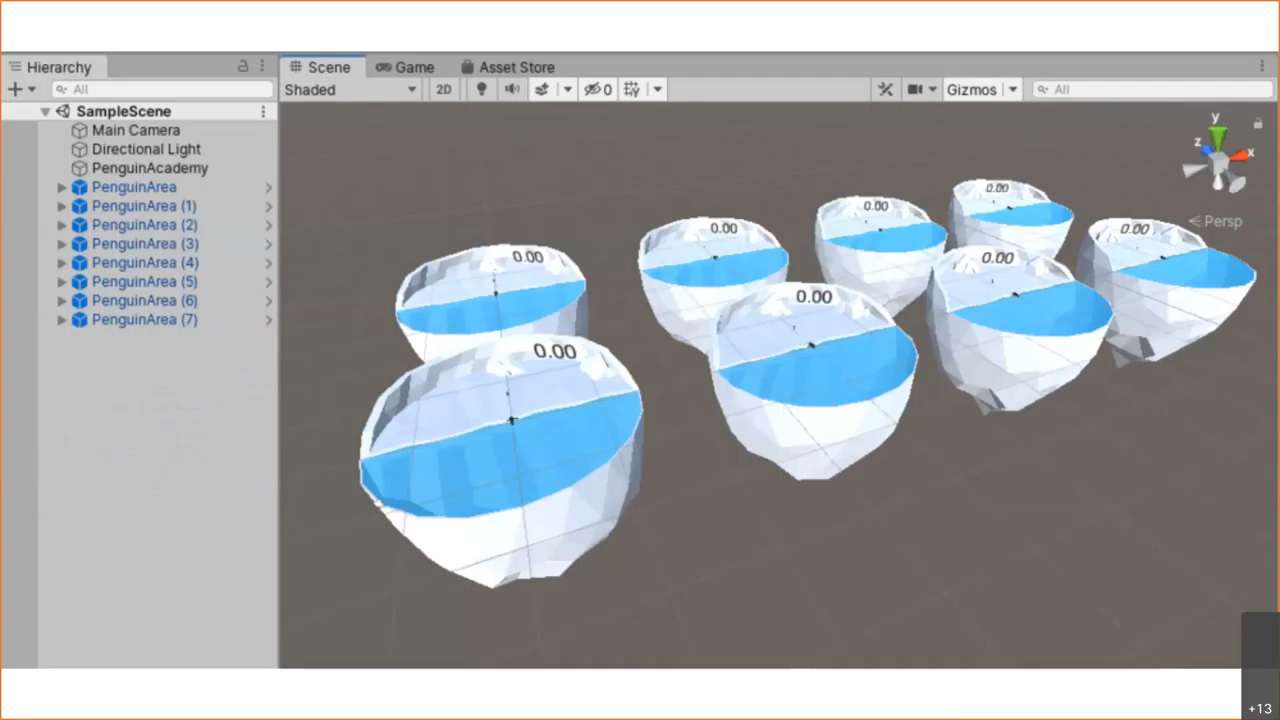 Hierarchy
All
SampleScene
Main Camera
Directional Light
PenguinAcademy
PenguinArea
PenguinArea (1)
PenguinArea (2)
PenguinArea (3)
PenguinArea (4)
PenguinArea (5)
PenguinArea (6)
PenguinArea (7)
Scene Game Asset Store
Shaded 2D 0 Gizmos All
y
z x
Persp
0.00
0.00
0.00
0.00
0.00
0.00
0.00
0.00
+13